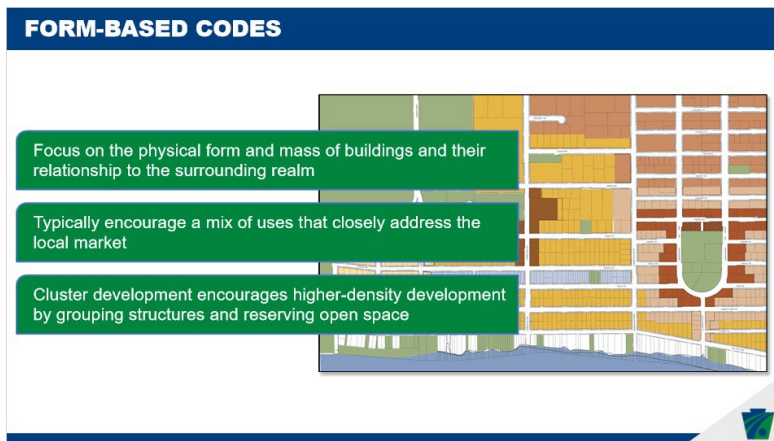 FORM-BASED CODES
Focus on the physical form and mass of buildings and their
relationship to the surrounding realm
Typically encourage a mix of uses that closely address the
local market
Cluster development encourages higher-density development
by grouping structures and reserving open space